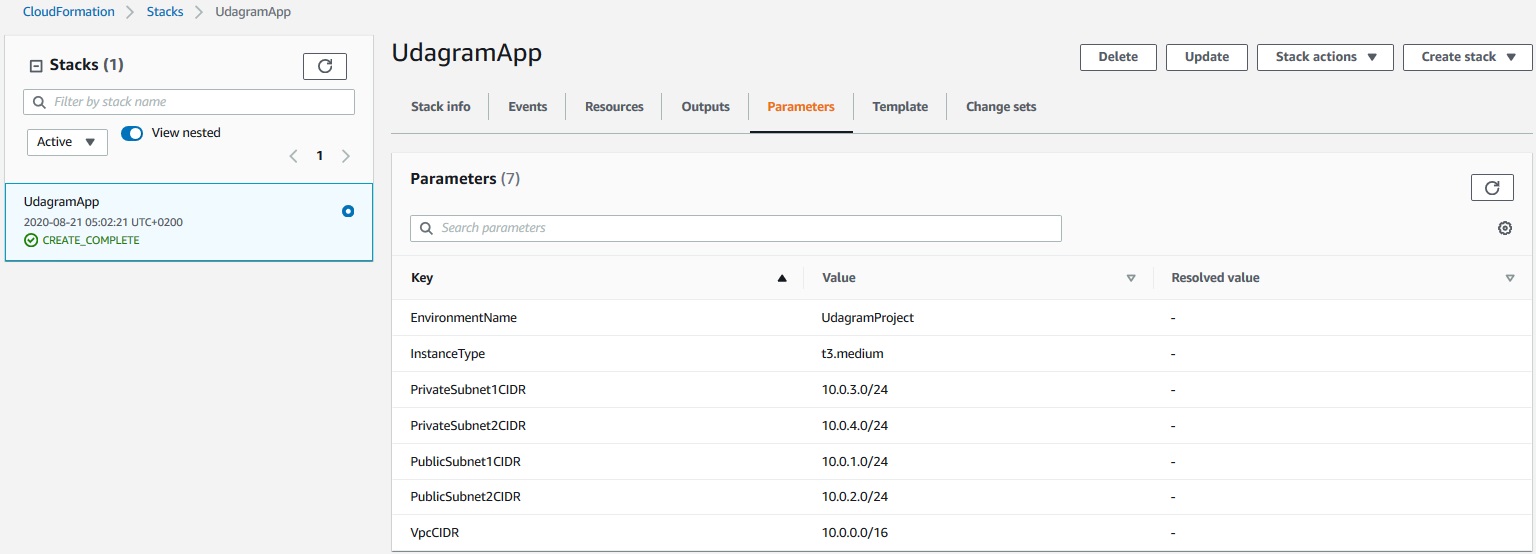 CloudFormation > Stacks > UdagramApp
Stacks (1)
Filter by stack name
Active
View nested
1
UdagramApp
2020-08-21 05:02:21 UTC+0200
CREATE_COMPLETE
UdagramApp
Delete Update Stack actions Create stack
Stack info Events Resources Outputs Parameters Template Change sets
Parameters (7)
Search parameters
Key Value Resolved value
EnvironmentName UdagramProject -
InstanceType t3.medium -
PrivateSubnet1CIDR 10.0.3.0/24 -
PrivateSubnet2CIDR 10.0.4.0/24 -
PublicSubnet1CIDR 10.0.1.0/24 -
PublicSubnet2CIDR 10.0.2.0/24 -
VpcCIDR 10.0.0.0/16 -